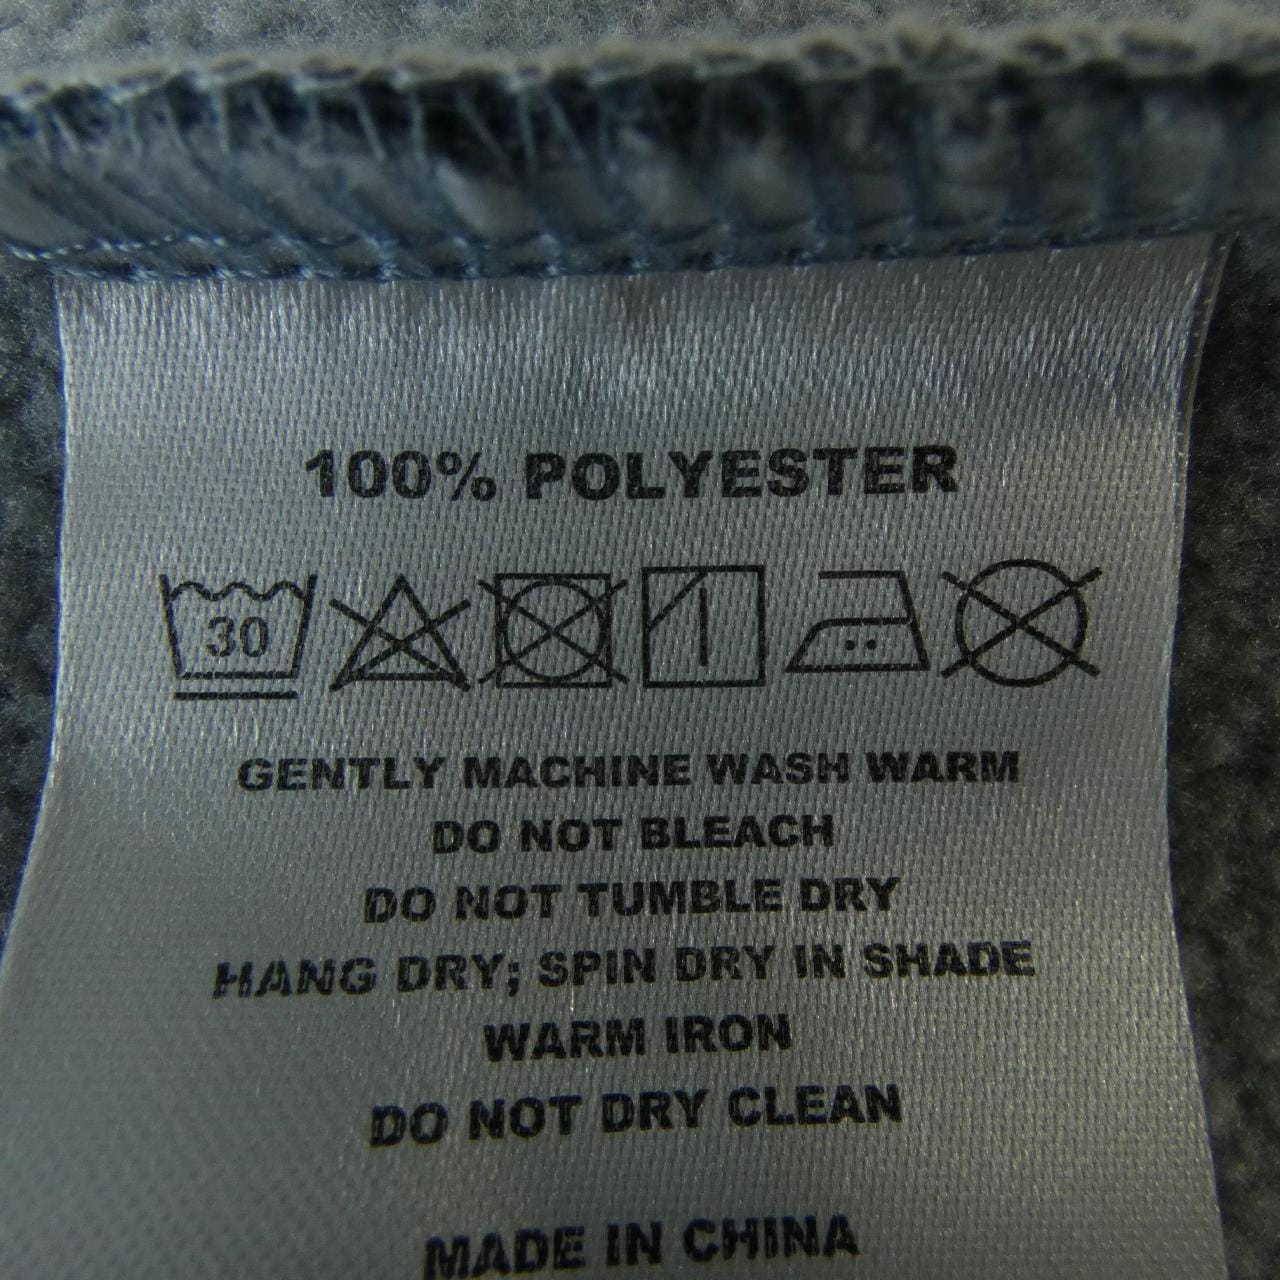 100% POLYESTER
30
GENTLY MACHINE WASH WARM
DO NOT BLEACH
DO NOT TUMBLE DRY
HANG DRY; SPIN DRY IN SHADE
WARM IRON
DO NOT DRY CLEAN
MADE IN CHINA